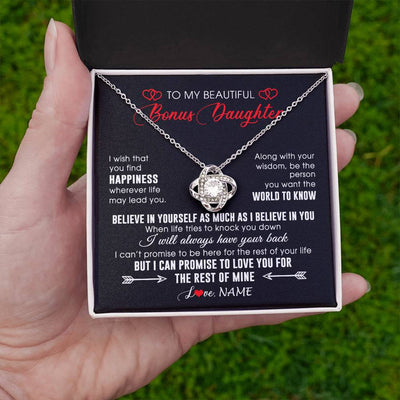 TO MY BEAUTIFUL
Bonus Daughter
I wish that
you find
HAPPINESS
wherever life
may lead you.
Along with your
wisdom, be the
person
you want the
WORLD TO KNOW
BELIEVE IN YOURSELF AS MUCH AS I BELIEVE IN YOU
When life tries to knock you down
I will always have your back
I can't promise to be here for the rest of your life
BUT I CAN PROMISE TO LOVE YOU FOR
THE REST OF MINE
Love, NAME